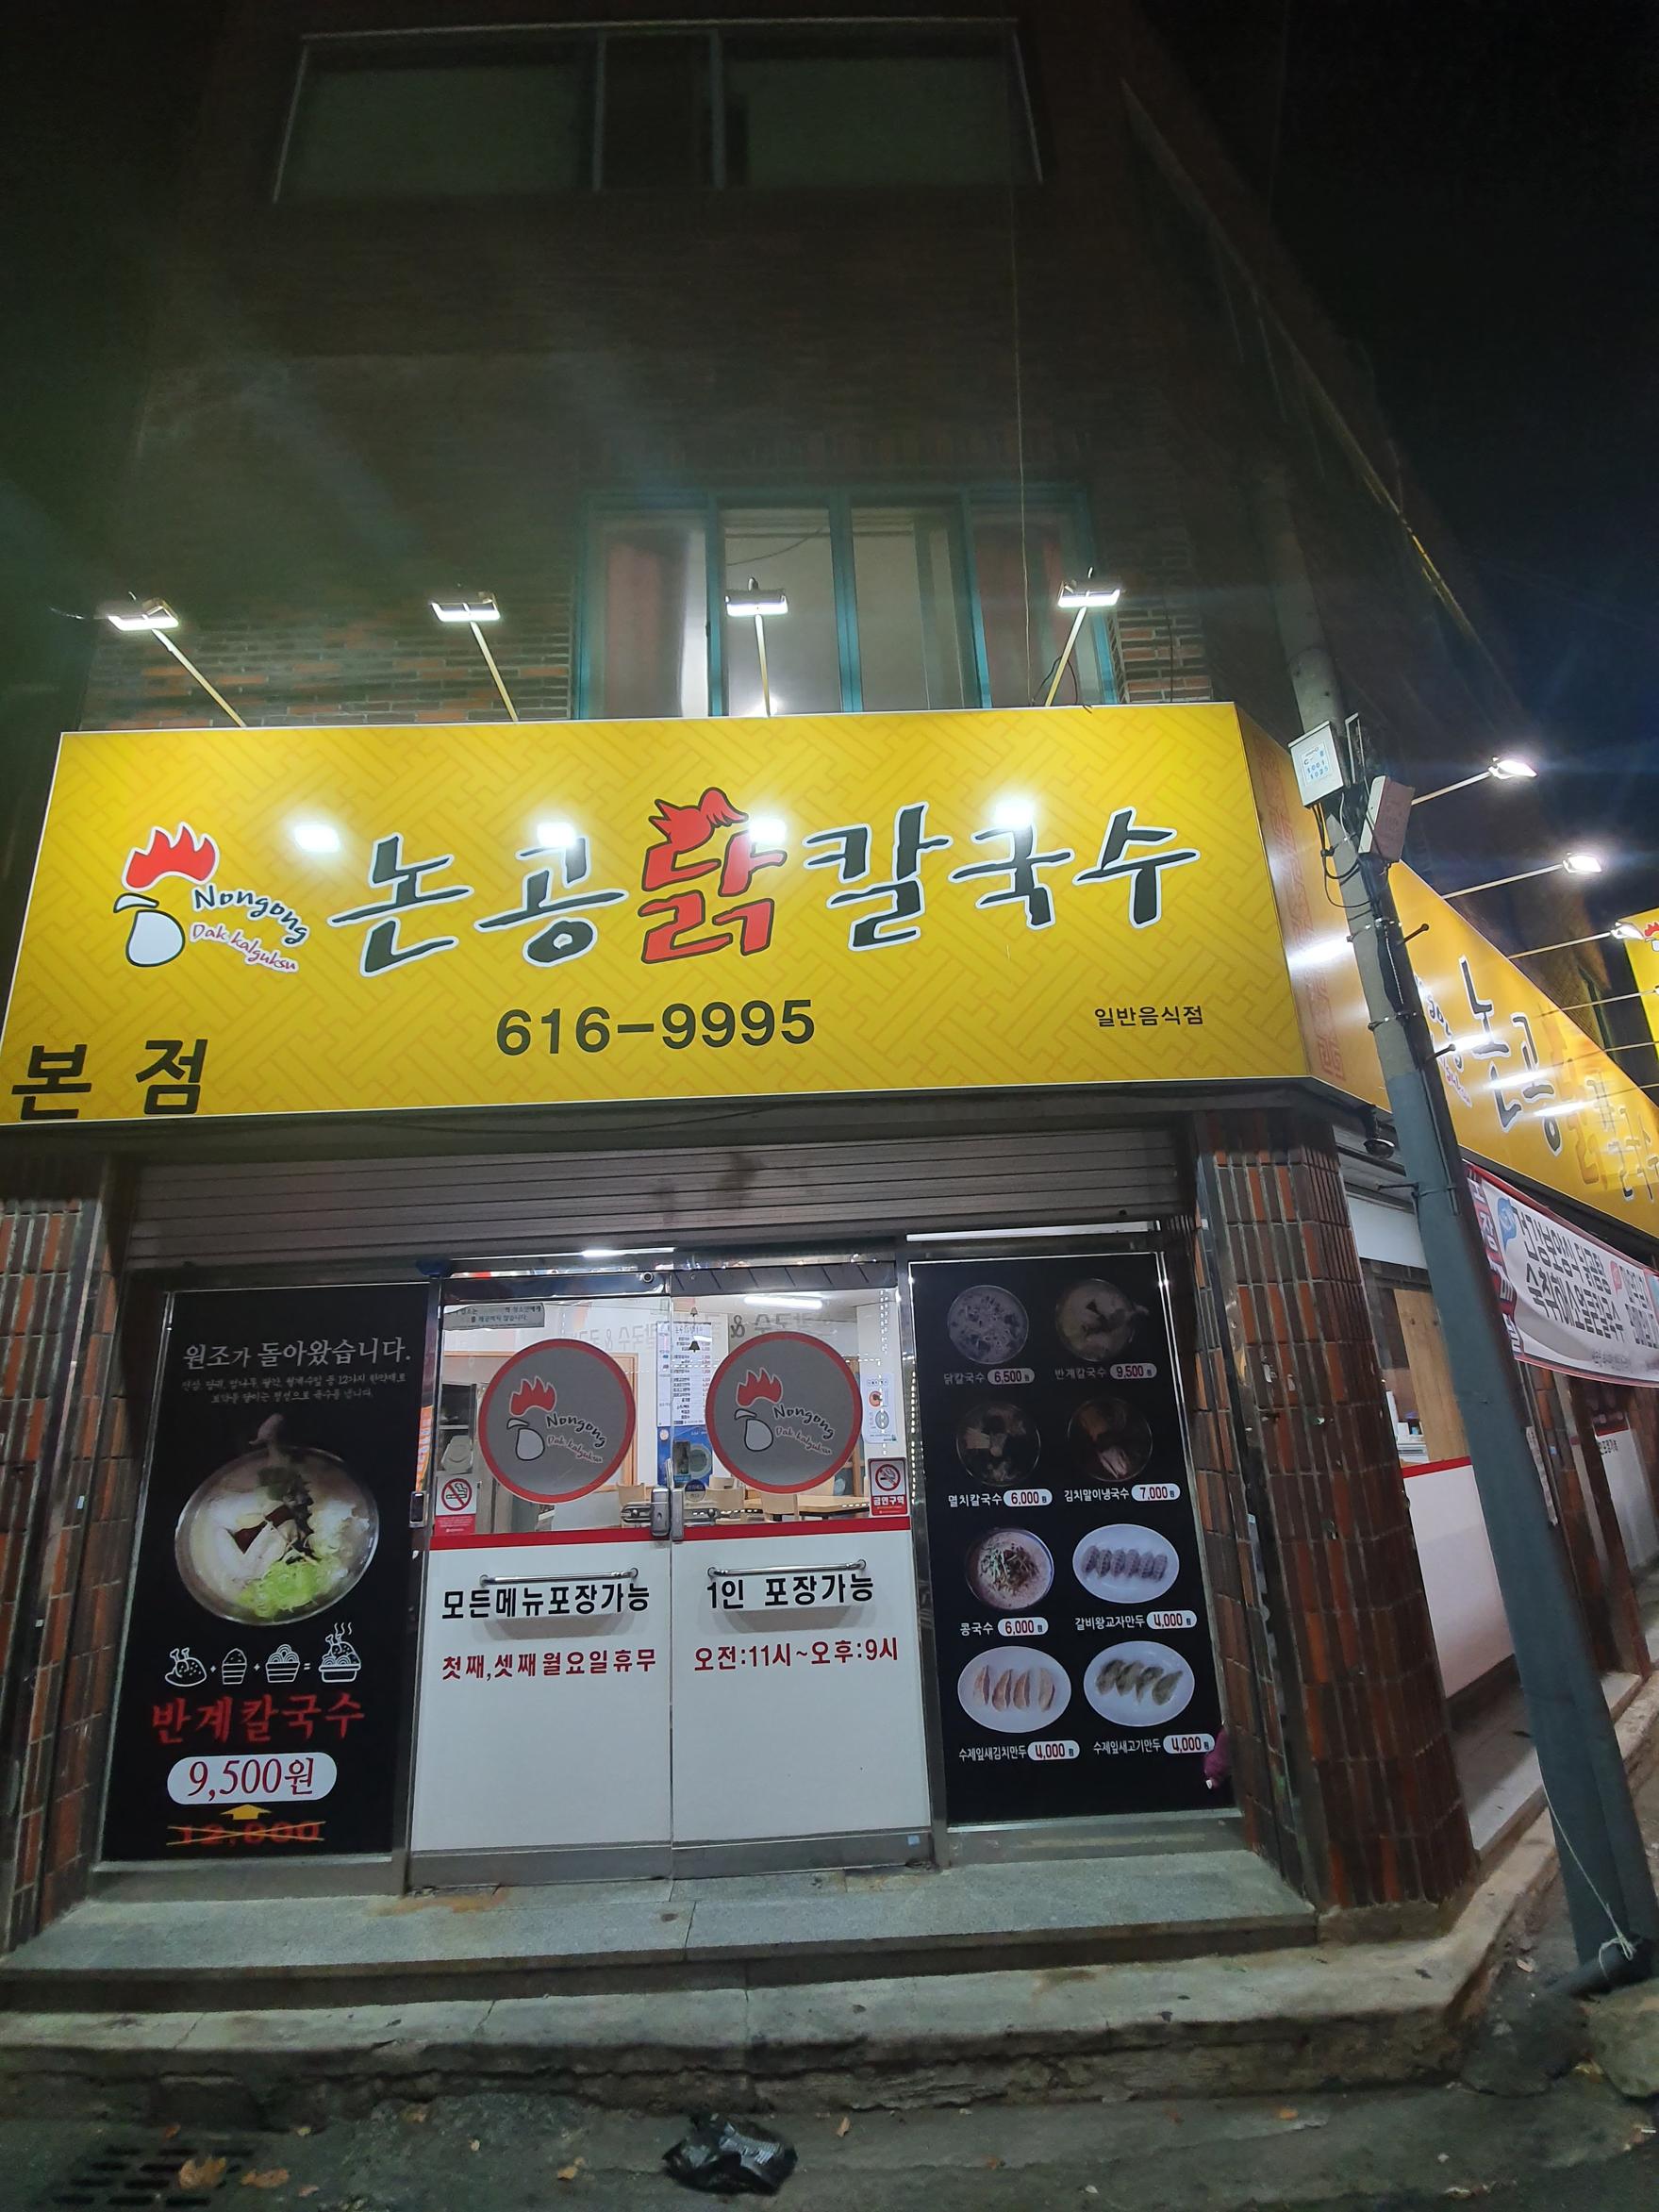 Nongong
Dak kalguksu
논공닭칼국수
616-9995
일반음식점
본점
논공
원조가 돌아왔습니다.
반계칼국수
9,500원
12,000
Nongong
Dak kalguksu
Nongong
Dak kalguksu
금연구역
모든메뉴포장가능
첫째,셋째 월요일 휴무
1인 포장가능
오전:11시~오후:9시
닭칼국수 6,500원
반계칼국수 9,500원
멸치칼국수 6,000원
김치말이냉국수 7,000원
콩국수 6,000원
갈비왕교자만두 4,000원
수제잎새김치만두 4,000원
수제잎새고기만두 4,000원